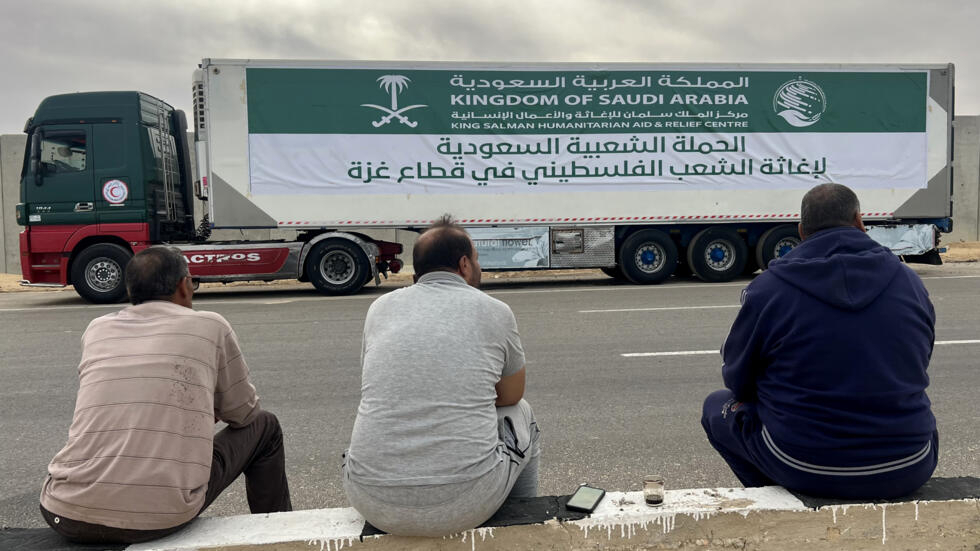 المملكة العربية السعودية
KINGDOM OF SAUDI ARABIA
مركز الملك سلمان للإغاثة والأعمال الإنسانية
KING SALMAN HUMANITARIAN AID & RELIEF CENTRE
الحملة الشعبية السعودية
لإغاثة الشعب الفلسطيني في قطاع غزة
1844
ACTROS